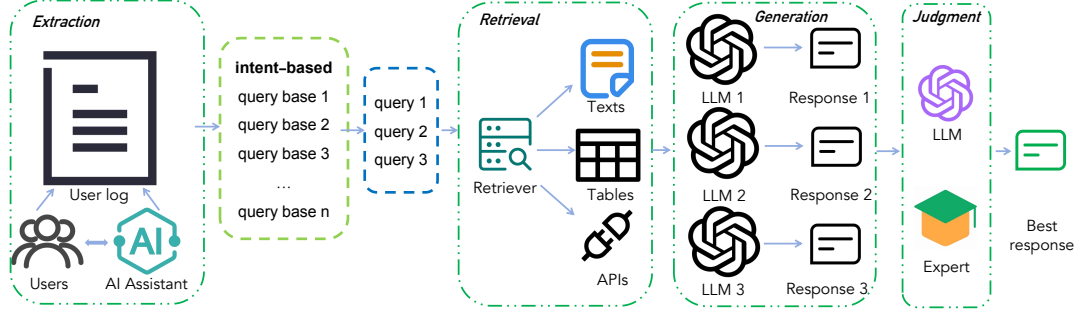 Extraction
User log
Users
AI
AI Assistant
intent-based
query base 1
query base 2
query base 3
...
query base n
query 1
query 2
query 3
Retrieval
Retriever
Texts
Tables
APIs
Generation
LLM 1
Response 1
LLM 2
Response 2
LLM 3
Response 3
Judgment
LLM
Expert
Best
response